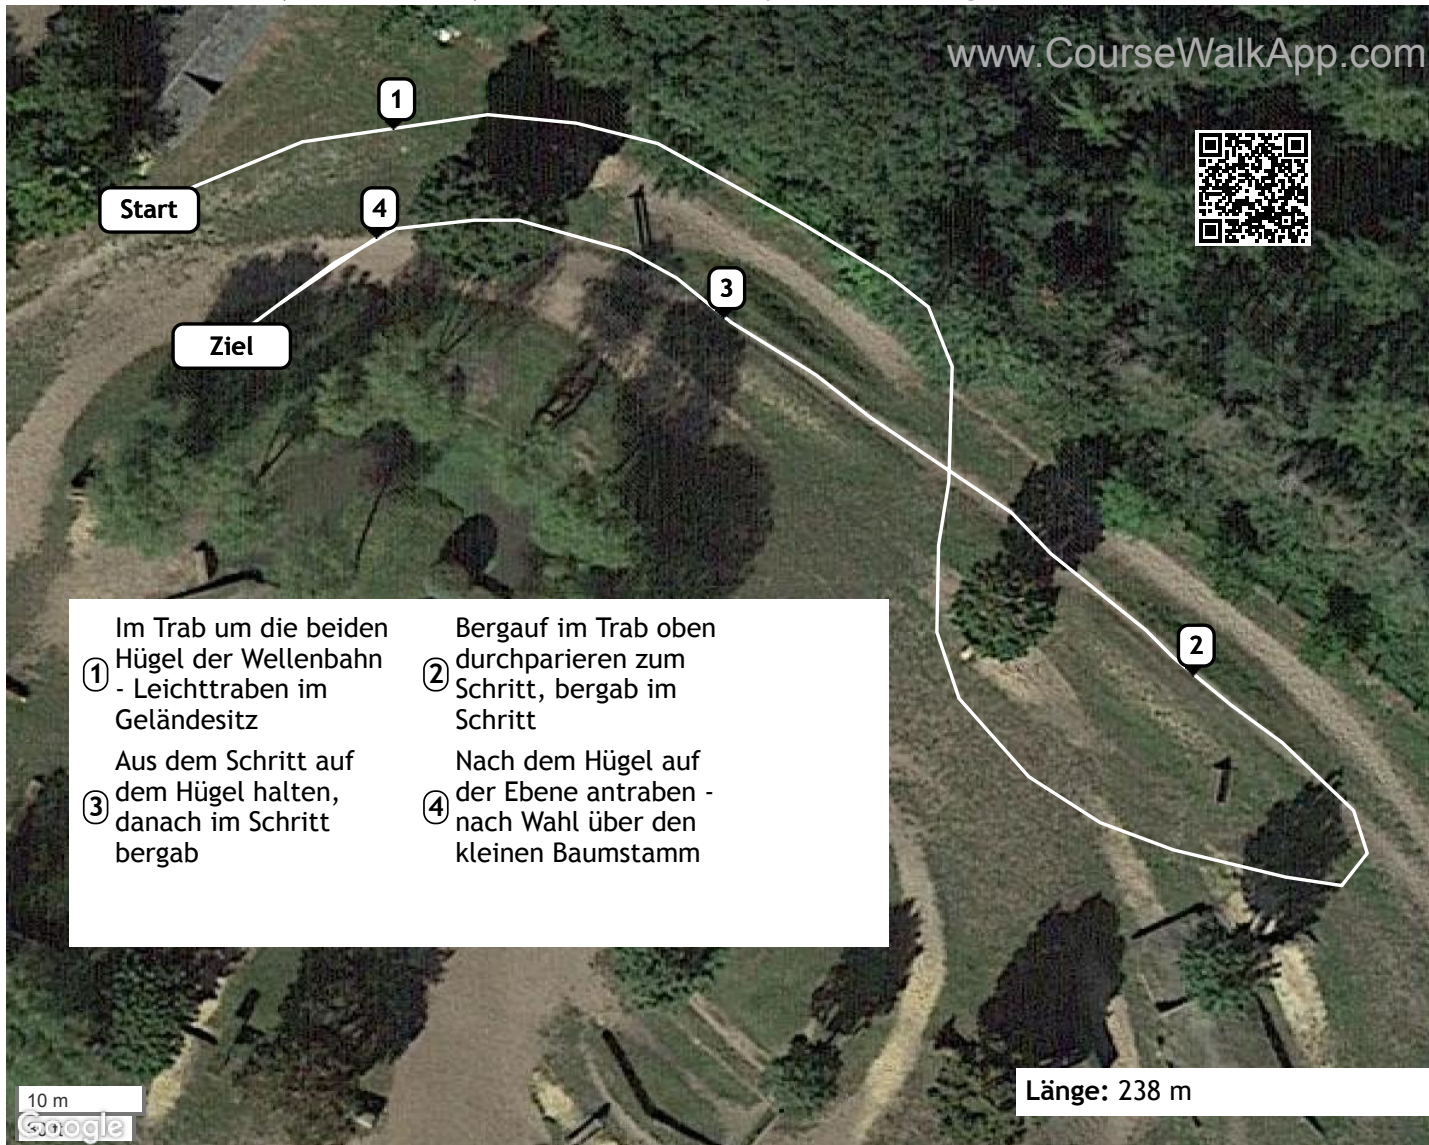 www.CourseWalkApp.com
1
Start
4
3
Ziel
2
1 Im Trab um die beiden
Hügel der Wellenbahn
- Leichttraben im
Geländesitz
2 Bergauf im Trab oben
durchparieren zum
Schritt, bergab im
Schritt
3 Aus dem Schritt auf
dem Hügel halten,
danach im Schritt
bergab
4 Nach dem Hügel auf
der Ebene antraben -
nach Wahl über den
kleinen Baumstamm
Länge: 238 m
10 m
Google